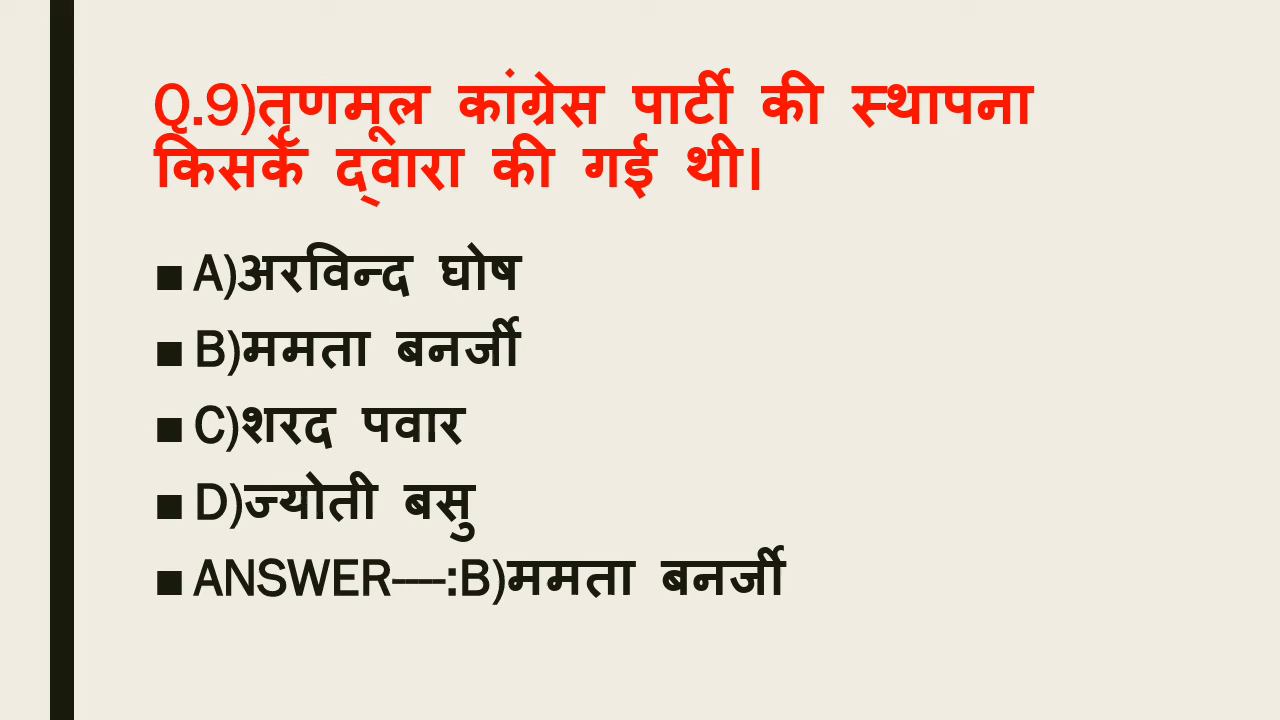 Q.9)तृणमूल कांग्रेस पार्टी की स्थापना
किसके द्वारा की गई थी।
■ A)अरविन्द घोष
■ B)ममता बनर्जी
■ C)शरद पवार
■ D)ज्योती बसु
■ ANSWER----:B)ममता बनर्जी